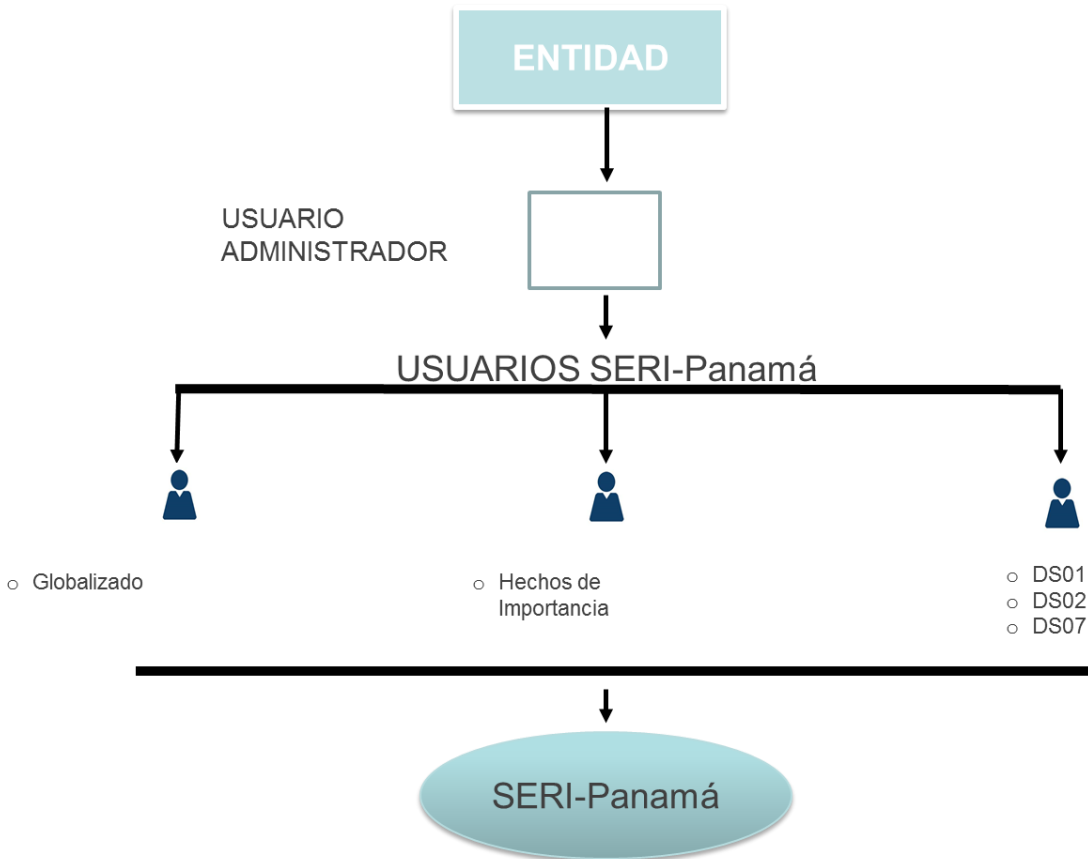 ENTIDAD
USUARIO
ADMINISTRADOR
USUARIOS SERI-Panamá
Globalizado
Hechos de
Importancia
DS01
DS02
DS07
SERI-Panamá